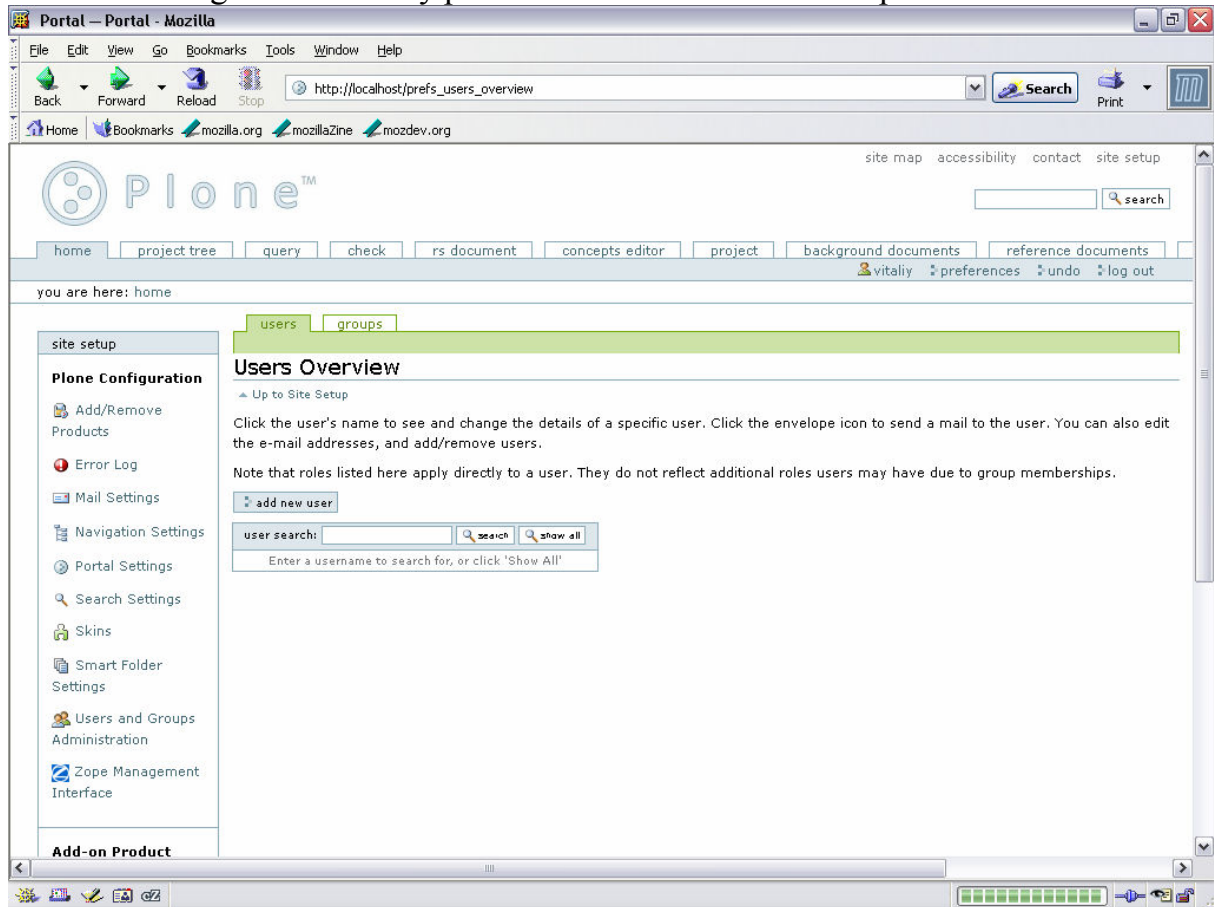 Portal — Portal - Mozilla
File Edit View Go Bookmarks Tools Window Help
Back Forward Reload Stop http://localhost/prefs_users_overview Search Print
Home Bookmarks mozilla.org mozillaZine mozdev.org
site map accessibility contact site setup
Plone™
search
home project tree query check rs document concepts editor project background documents reference documents
vitaliy preferences undo log out
you are here: home
users groups
site setup
Users Overview
Plone Configuration
Up to Site Setup
Add/Remove
Products
Click the user's name to see and change the details of a specific user. Click the envelope icon to send a mail to the user. You can also edit
the e-mail addresses, and add/remove users.
Error Log
Note that roles listed here apply directly to a user. They do not reflect additional roles users may have due to group memberships.
Mail Settings
add new user
Navigation Settings
user search: search show all
Enter a username to search for, or click 'Show All'
Portal Settings
Search Settings
Skins
Smart Folder
Settings
Users and Groups
Administration
Zope Management
Interface
Add-on Product